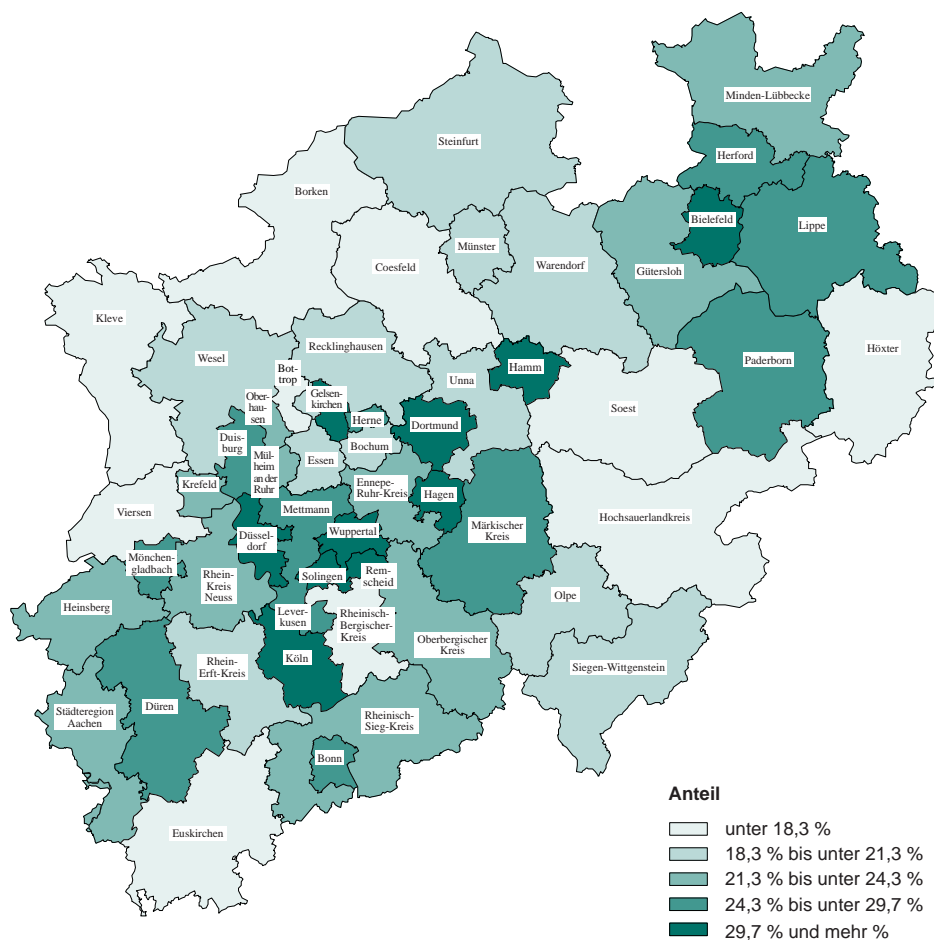 Minden-Lübbecke
Steinfurt
Herford
Borken
Bielefeld
Lippe
Münster
Coesfeld
Warendorf
Gütersloh
Kleve
Höxter
Wesel
Recklinghausen
Paderborn
Bot-
trop
Hamm
Unna
Gelsen-
kirchen
Ober-
hausen
Soest
Herne
Dortmund
Duis-
burg
Bochum
Mülheim
an der
Ruhr
Essen
Krefeld
Ennepe-
Ruhr-Kreis
Hagen
Viersen
Mettmann
Hochsauerlandkreis
Märkischer
Kreis
Wuppertal
Düssel-
dorf
Mönchen-
gladbach
Solingen
Rem-
scheid
Rhein-
Kreis
Neuss
Olpe
Heinsberg
Lever-
kusen
Rheinisch-
Bergischer-
Kreis
Oberbergischer
Kreis
Köln
Rhein-
Erft-Kreis
Siegen-Wittgenstein
Städteregion
Aachen
Düren
Rheinisch-
Sieg-Kreis
Bonn
Euskirchen
Anteil
unter 18,3 %
18,3 % bis unter 21,3 %
21,3 % bis unter 24,3 %
24,3 % bis unter 29,7 %
29,7 % und mehr %